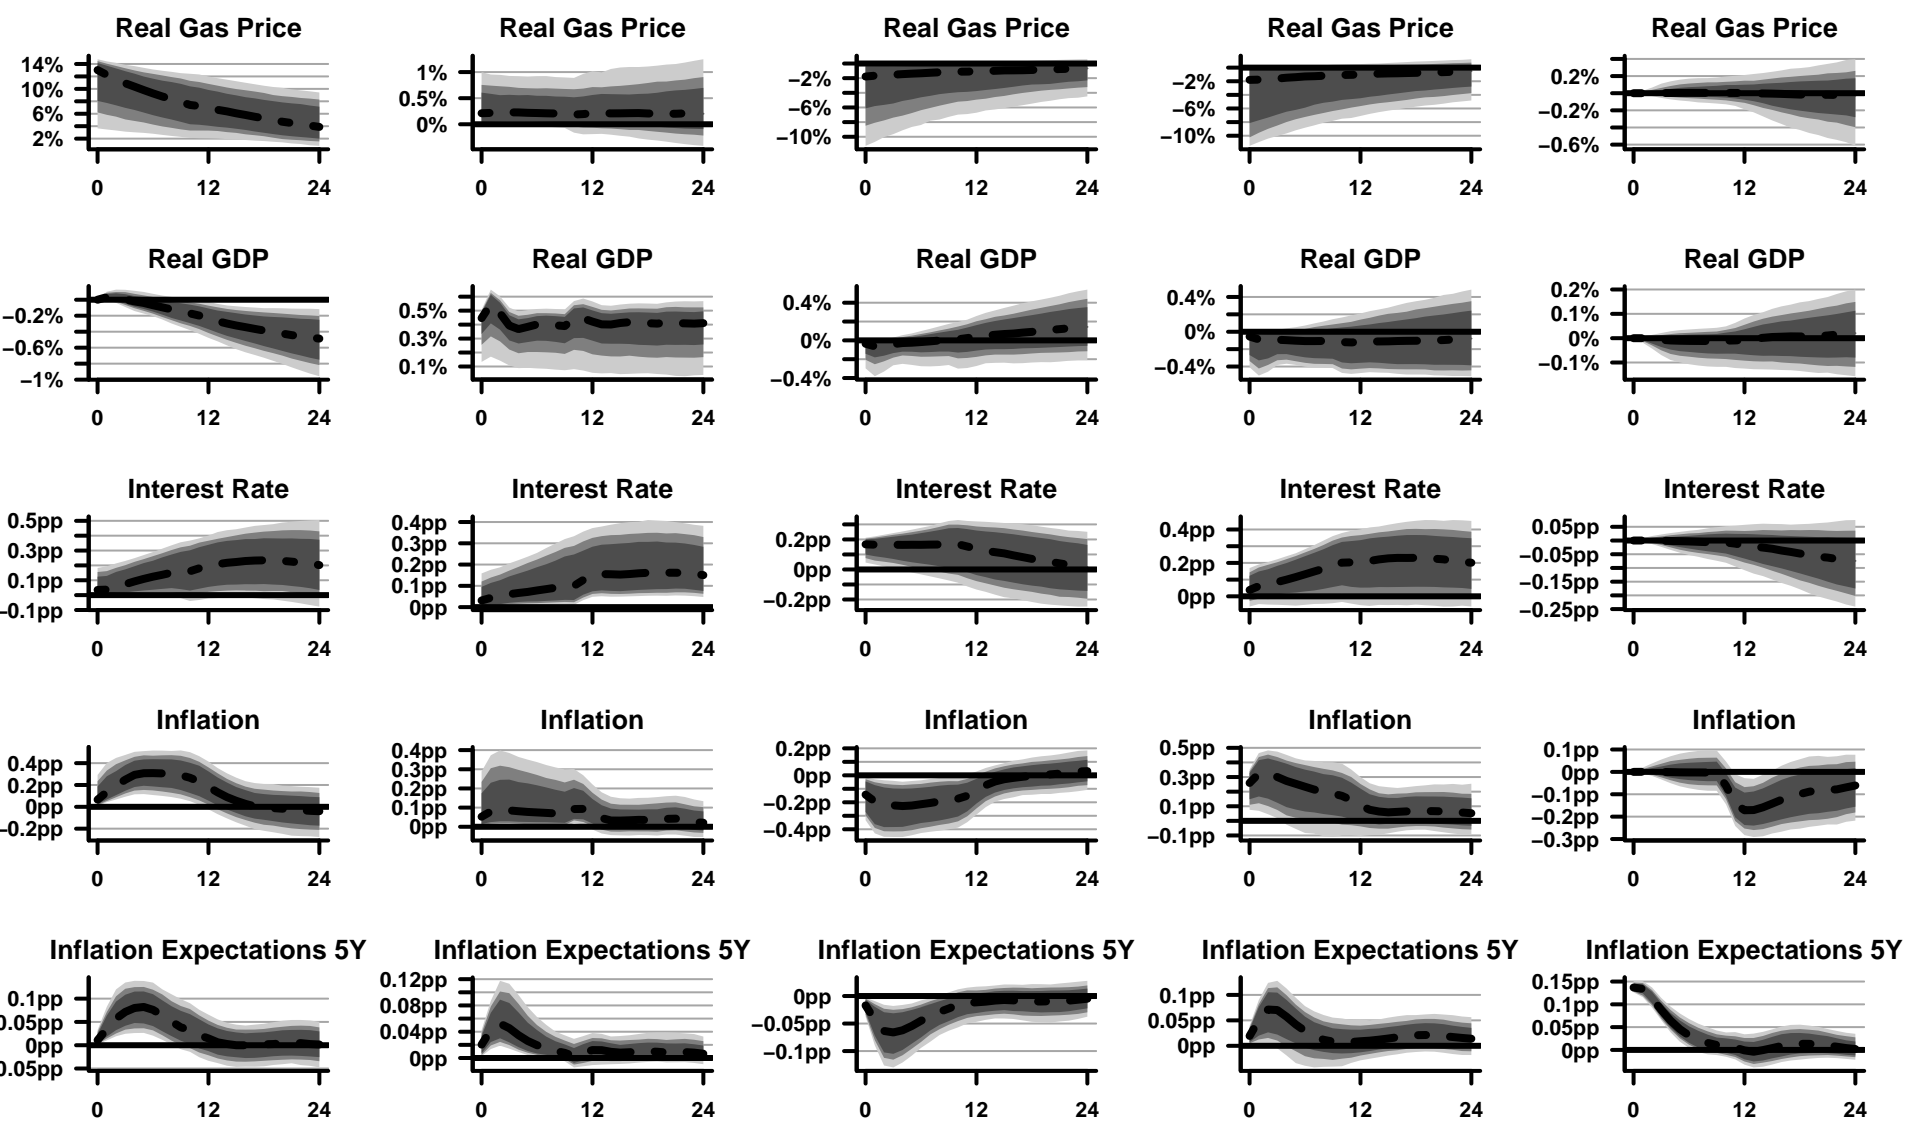 Real Gas Price Real Gas Price Real Gas Price Real Gas Price Real Gas Price
14% 10% 6% 2% 1% 0.5% 0% −2% −6% −10% −2% −6% −10% 0.2% −0.2% −0.6%
0 12 24 0 12 24 0 12 24 0 12 24 0 12 24
Real GDP Real GDP Real GDP Real GDP Real GDP
−0.2% −0.6% −1% 0.5% 0.3% 0.1% 0.4% 0% −0.4% 0.4% 0% −0.4% 0.2% 0.1% 0% −0.1%
0 12 24 0 12 24 0 12 24 0 12 24 0 12 24
Interest Rate Interest Rate Interest Rate Interest Rate Interest Rate
0.5pp 0.3pp 0.1pp −0.1pp 0.4pp 0.3pp 0.2pp 0.1pp 0pp 0.2pp 0pp −0.2pp 0.4pp 0.2pp 0pp 0.05pp −0.05pp −0.15pp −0.25pp
0 12 24 0 12 24 0 12 24 0 12 24 0 12 24
Inflation Inflation Inflation Inflation Inflation
0.4pp 0.2pp 0pp −0.2pp 0.4pp 0.3pp 0.2pp 0.1pp 0pp 0.2pp 0pp −0.2pp −0.4pp 0.5pp 0.3pp 0.1pp −0.1pp 0.1pp 0pp −0.1pp −0.2pp −0.3pp
0 12 24 0 12 24 0 12 24 0 12 24 0 12 24
Inflation Expectations 5Y Inflation Expectations 5Y Inflation Expectations 5Y Inflation Expectations 5Y Inflation Expectations 5Y
0.1pp 0.05pp 0pp 0.05pp 0.12pp 0.08pp 0.04pp 0pp 0pp −0.05pp −0.1pp 0.1pp 0.05pp 0pp 0.15pp 0.1pp 0.05pp 0pp
0 12 24 0 12 24 0 12 24 0 12 24 0 12 24